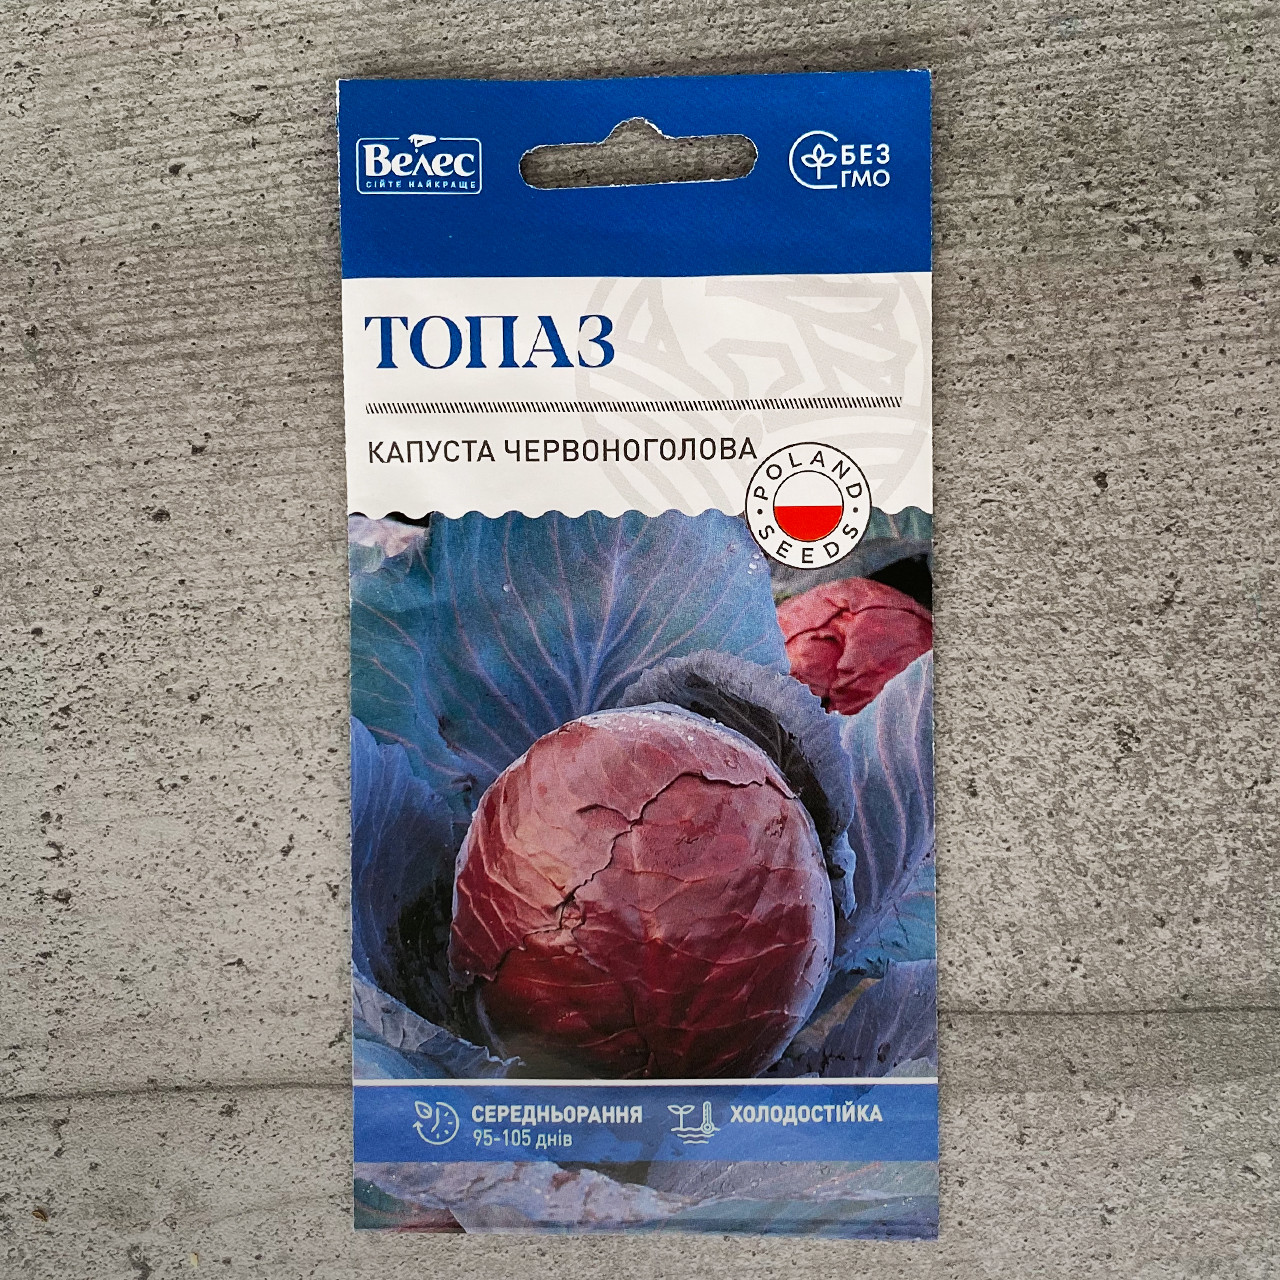 Велес
СІЙТЕ НАЙКРАЩЕ
БЕЗ
ГМО
ТОПАЗ
КАПУСТА ЧЕРВОНОГОЛОВА
POLAND
SEEDS
СЕРЕДНЬОРАННЯ
95-105 днів
ХОЛОДОСТІЙКА